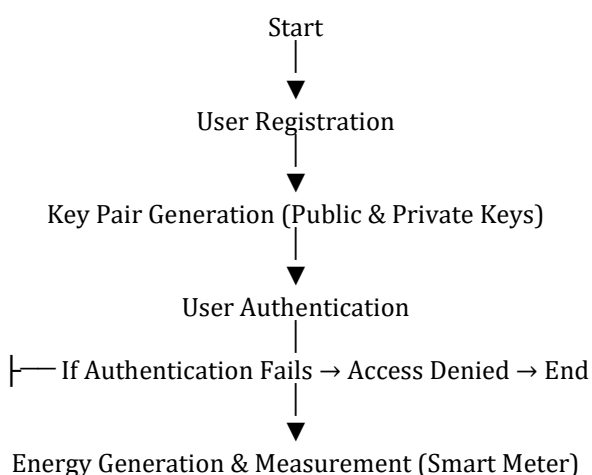 Start
│
▼
User Registration
│
▼
Key Pair Generation (Public & Private Keys)
│
▼
User Authentication
│
├── If Authentication Fails → Access Denied → End
│
▼
Energy Generation & Measurement (Smart Meter)